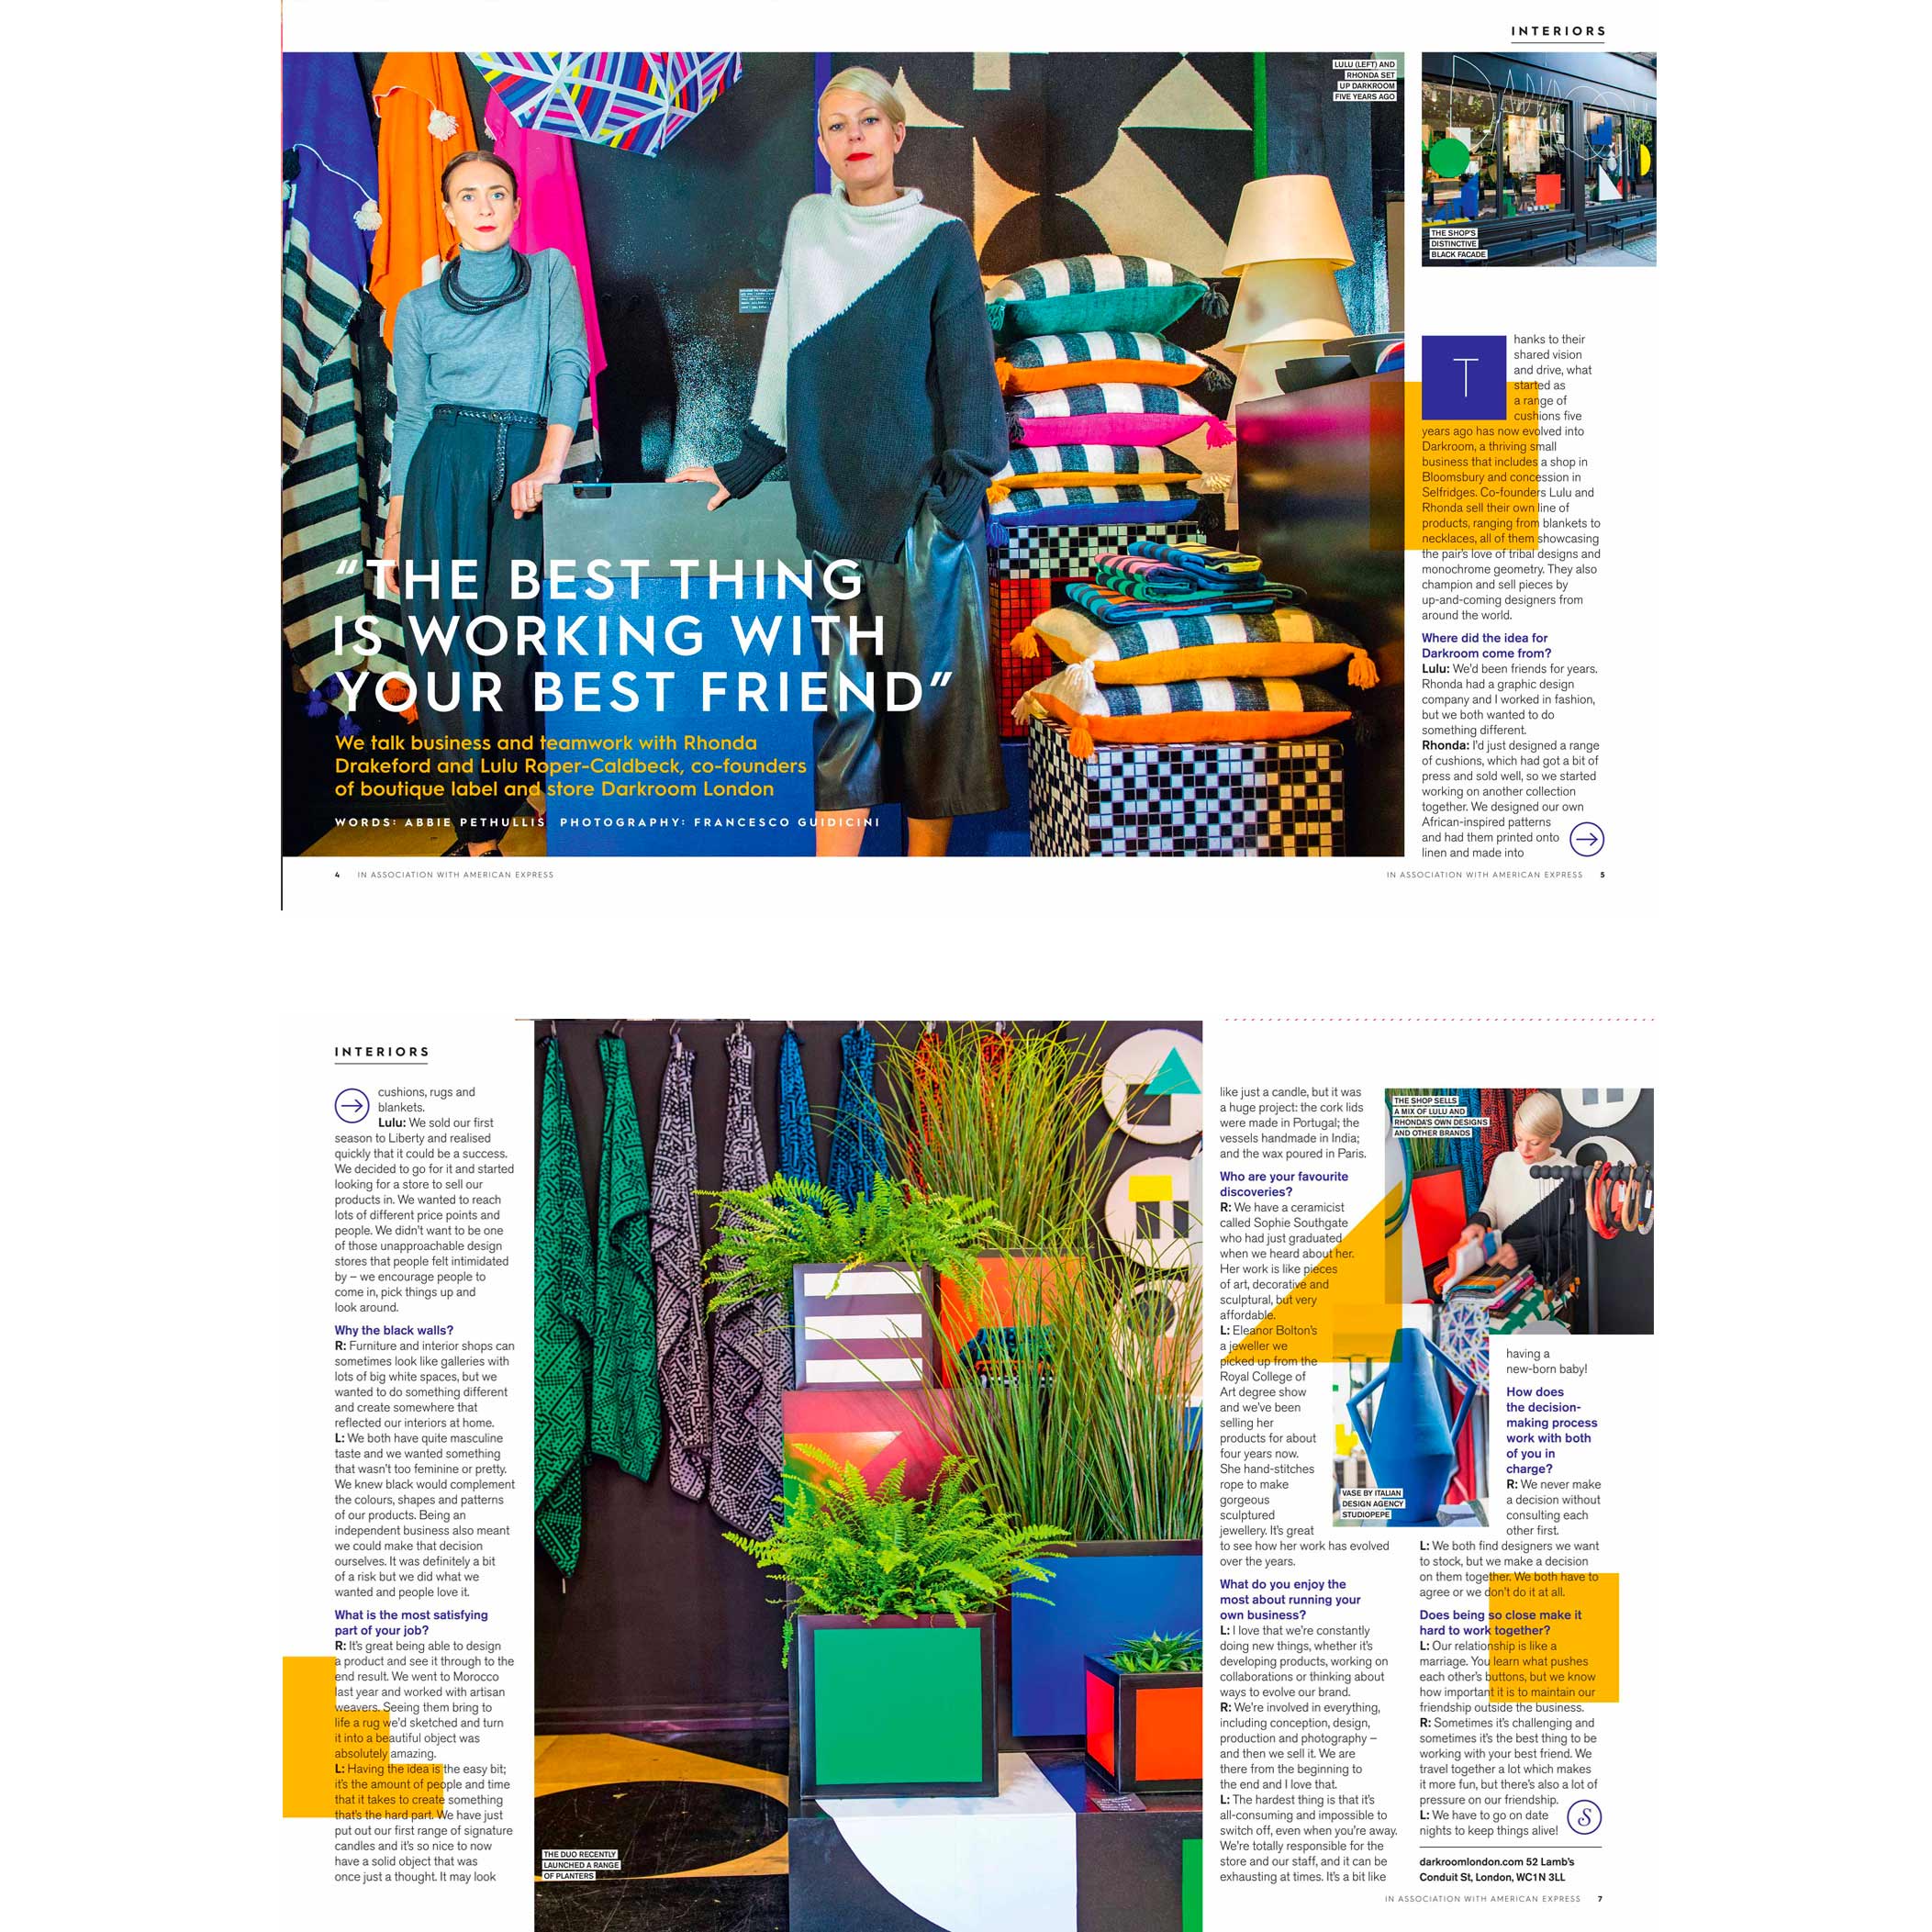 INTERIORS
LULU (LEFT) AND
RHONDA SET
UP DARKROOM
FIVE YEARS AGO
DARKROOM
THE SHOP'S
DISTINCTIVE
BLACK FACADE
“THE BEST THING
IS WORKING WITH
YOUR BEST FRIEND”
We talk business and teamwork with Rhonda
Drakeford and Lulu Roper-Caldbeck, co-founders
of boutique label and store Darkroom London
WORDS: ABBIE PETHULLIS PHOTOGRAPHY: FRANCESCO GUIDICINI
Thanks to their
shared vision
and drive, what
started as
a range of
cushions five
years ago has now evolved into
Darkroom, a thriving small
business that includes a shop in
Bloomsbury and concession in
Selfridges. Co-founders Lulu and
Rhonda sell their own line of
products, ranging from blankets to
necklaces, all of them showcasing
the pair's love of tribal designs and
monochrome geometry. They also
champion and sell pieces by
up-and-coming designers from
around the world.
Where did the idea for
Darkroom come from?
Lulu: We'd been friends for years.
Rhonda had a graphic design
company and I worked in fashion,
but we both wanted to do
something different.
Rhonda: I'd just designed a range
of cushions, which had got a bit of
press and sold well, so we started
working on another collection
together. We designed our own
African-inspired patterns
and had them printed onto
linen and made into
4 IN ASSOCIATION WITH AMERICAN EXPRESS
IN ASSOCIATION WITH AMERICAN EXPRESS 5
INTERIORS
cushions, rugs and
blankets.
Lulu: We sold our first
season to Liberty and realised
quickly that it could be a success.
We decided to go for it and started
looking for a store to sell our
products in. We wanted to reach
lots of different price points and
people. We didn't want to be one
of those unapproachable design
stores that people felt intimidated
by – we encourage people to
come in, pick things up and
look around.
Why the black walls?
R: Furniture and interior shops can
sometimes look like galleries with
lots of big white spaces, but we
wanted to do something different
and create somewhere that
reflected our interiors at home.
L: We both have quite masculine
taste and we wanted something
that wasn't too feminine or pretty.
We knew black would complement
the colours, shapes and patterns
of our products. Being an
independent business also meant
we could make that decision
ourselves. It was definitely a bit
of a risk but we did what we
wanted and people love it.
What is the most satisfying
part of your job?
R: It's great being able to design
a product and see it through to the
end result. We went to Morocco
last year and worked with artisan
weavers. Seeing them bring to
life a rug we'd sketched and turn
it into a beautiful object was
absolutely amazing.
L: Having the idea is the easy bit;
it's the amount of people and time
that it takes to create something
that's the hard part. We have just
put out our first range of signature
candles and it's so nice to now
have a solid object that was
once just a thought. It may look
THE DUO RECENTLY
LAUNCHED A RANGE
OF PLANTERS
like just a candle, but it was
a huge project: the cork lids
were made in Portugal; the
vessels handmade in India;
and the wax poured in Paris.
Who are your favourite
discoveries?
R: We have a ceramicist
called Sophie Southgate
who had just graduated
when we heard about her.
Her work is like pieces
of art, decorative and
sculptural, but very
affordable.
L: Eleanor Bolton's
a jeweller we
picked up from the
Royal College of
Art degree show
and we've been
selling her
products for about
four years now.
She hand-stitches
rope to make
gorgeous
sculptured
jewellery. It's great
to see how her work has evolved
over the years.
What do you enjoy the
most about running your
own business?
L: I love that we're constantly
doing new things, whether it's
developing products, working on
collaborations or thinking about
ways to evolve our brand.
R: We're involved in everything,
including conception, design,
production and photography –
and then we sell it. We are
there from the beginning to
the end and I love that.
L: The hardest thing is that it's
all-consuming and impossible to
switch off, even when you're away.
We're totally responsible for the
store and our staff, and it can be
exhausting at times. It's a bit like
THE SHOP SELLS
A MIX OF LULU AND
RHONDA'S OWN DESIGNS
AND OTHER BRANDS
VASE BY ITALIAN
DESIGN AGENCY
STUDIOPEPE
having a
new-born baby!
How does
the decision-
making process
work with both
of you in
charge?
R: We never make
a decision without
consulting each
other first.
L: We both find designers we want
to stock, but we make a decision
on them together. We both have to
agree or we don't do it at all.
Does being so close make it
hard to work together?
L: Our relationship is like a
marriage. You learn what pushes
each other's buttons, but we know
how important it is to maintain our
friendship outside the business.
R: Sometimes it's challenging and
sometimes it's the best thing to be
working with your best friend. We
travel together a lot which makes
it more fun, but there's also a lot of
pressure on our friendship.
L: We have to go on date
nights to keep things alive!
S
darkroomlondon.com 52 Lamb's
Conduit St, London, WC1N 3LL
IN ASSOCIATION WITH AMERICAN EXPRESS 7